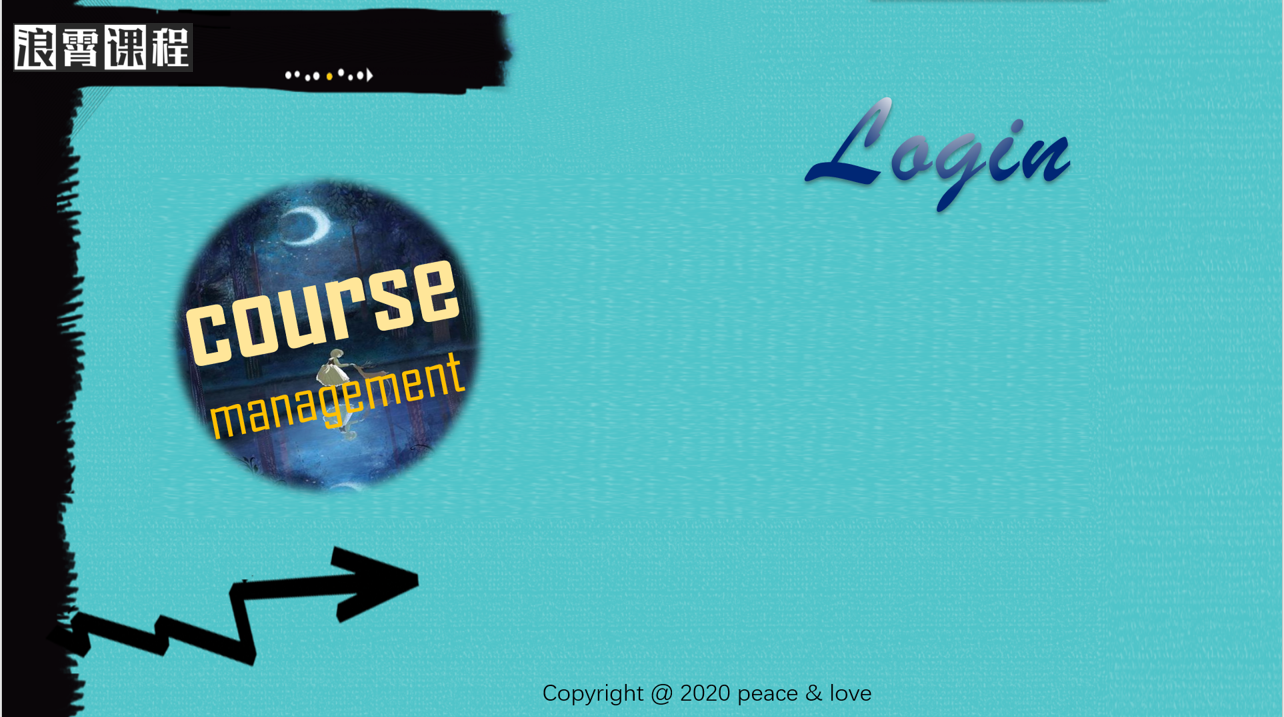 浪霄课程
Login
course
management
Copyright @ 2020 peace & love